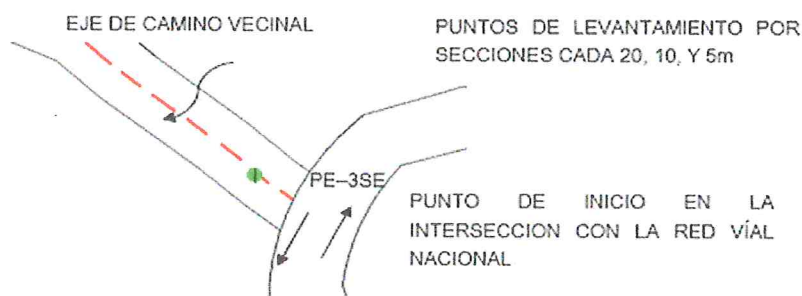 EJE DE CAMINO VECINAL
PUNTOS DE LEVANTAMIENTO POR
SECCIONES CADA 20, 10, Y 5m
PE-3SE
PUNTO DE INICIO EN LA
INTERSECCION CON LA RED VÍAL
NACIONAL